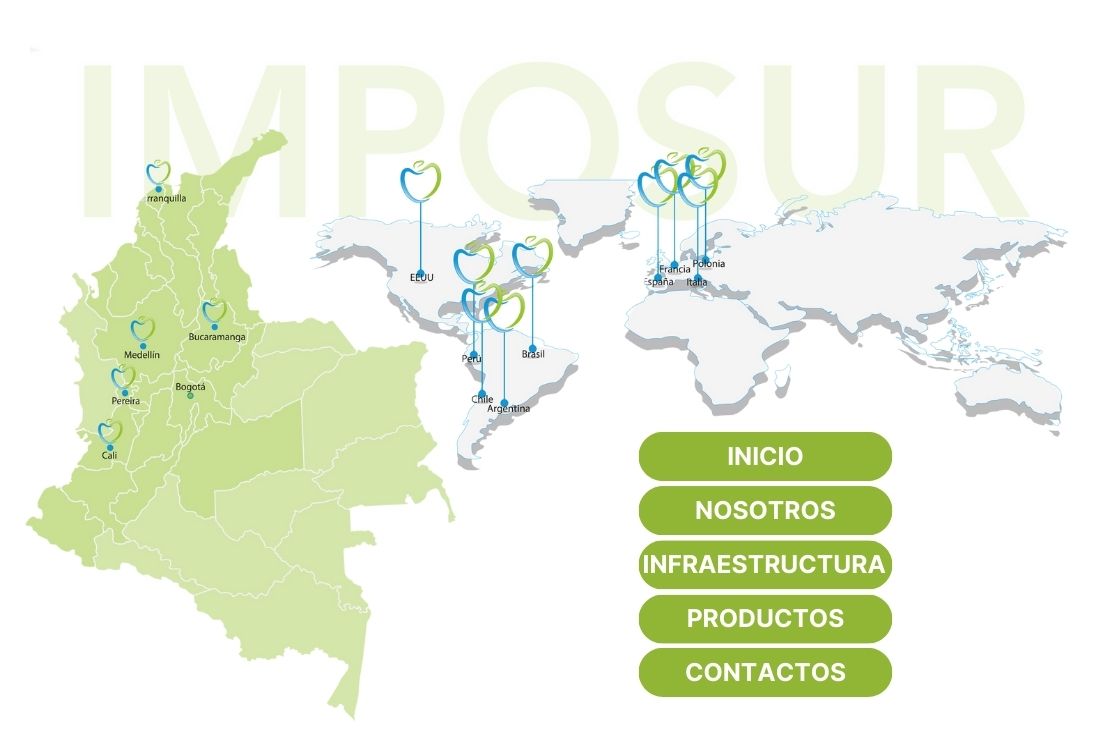 IMPOSUR
rranquilla
Bucaramanga
Medellín
Bogotá
Pereira
Cali
EEUU
Polonia
Francia
España
Italia
Perú
Brasil
Chile
Argentina
INICIO
NOSOTROS
INFRAESTRUCTURA
PRODUCTOS
CONTACTOS